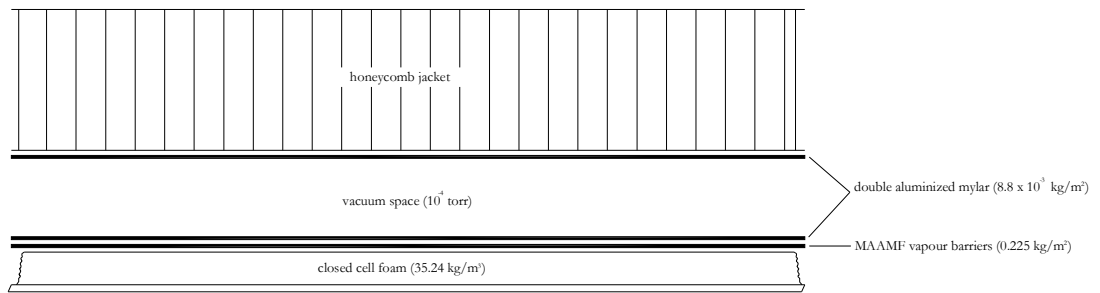 honeycomb jacket
double aluminized mylar (8.8 x 10⁻³ kg/m²)
vacuum space (10⁻⁴ torr)
MAAMF vapour barriers (0.225 kg/m²)
closed cell foam (35.24 kg/m³)